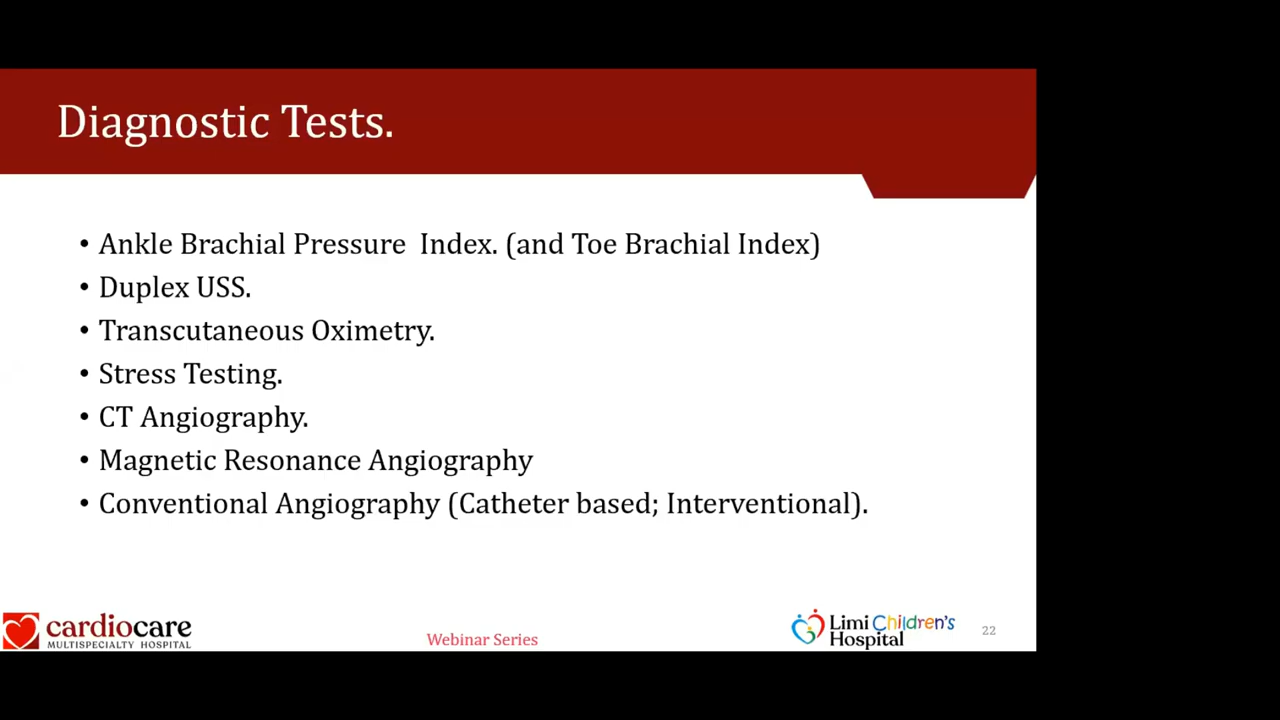 Diagnostic Tests.
• Ankle Brachial Pressure  Index. (and Toe Brachial Index)
• Duplex USS.
• Transcutaneous Oximetry.
• Stress Testing.
• CT Angiography.
• Magnetic Resonance Angiography
• Conventional Angiography (Catheter based; Interventional).
cardiocare
MULTISPECIALTY HOSPITAL
Webinar Series
Limi Children's
Hospital
22